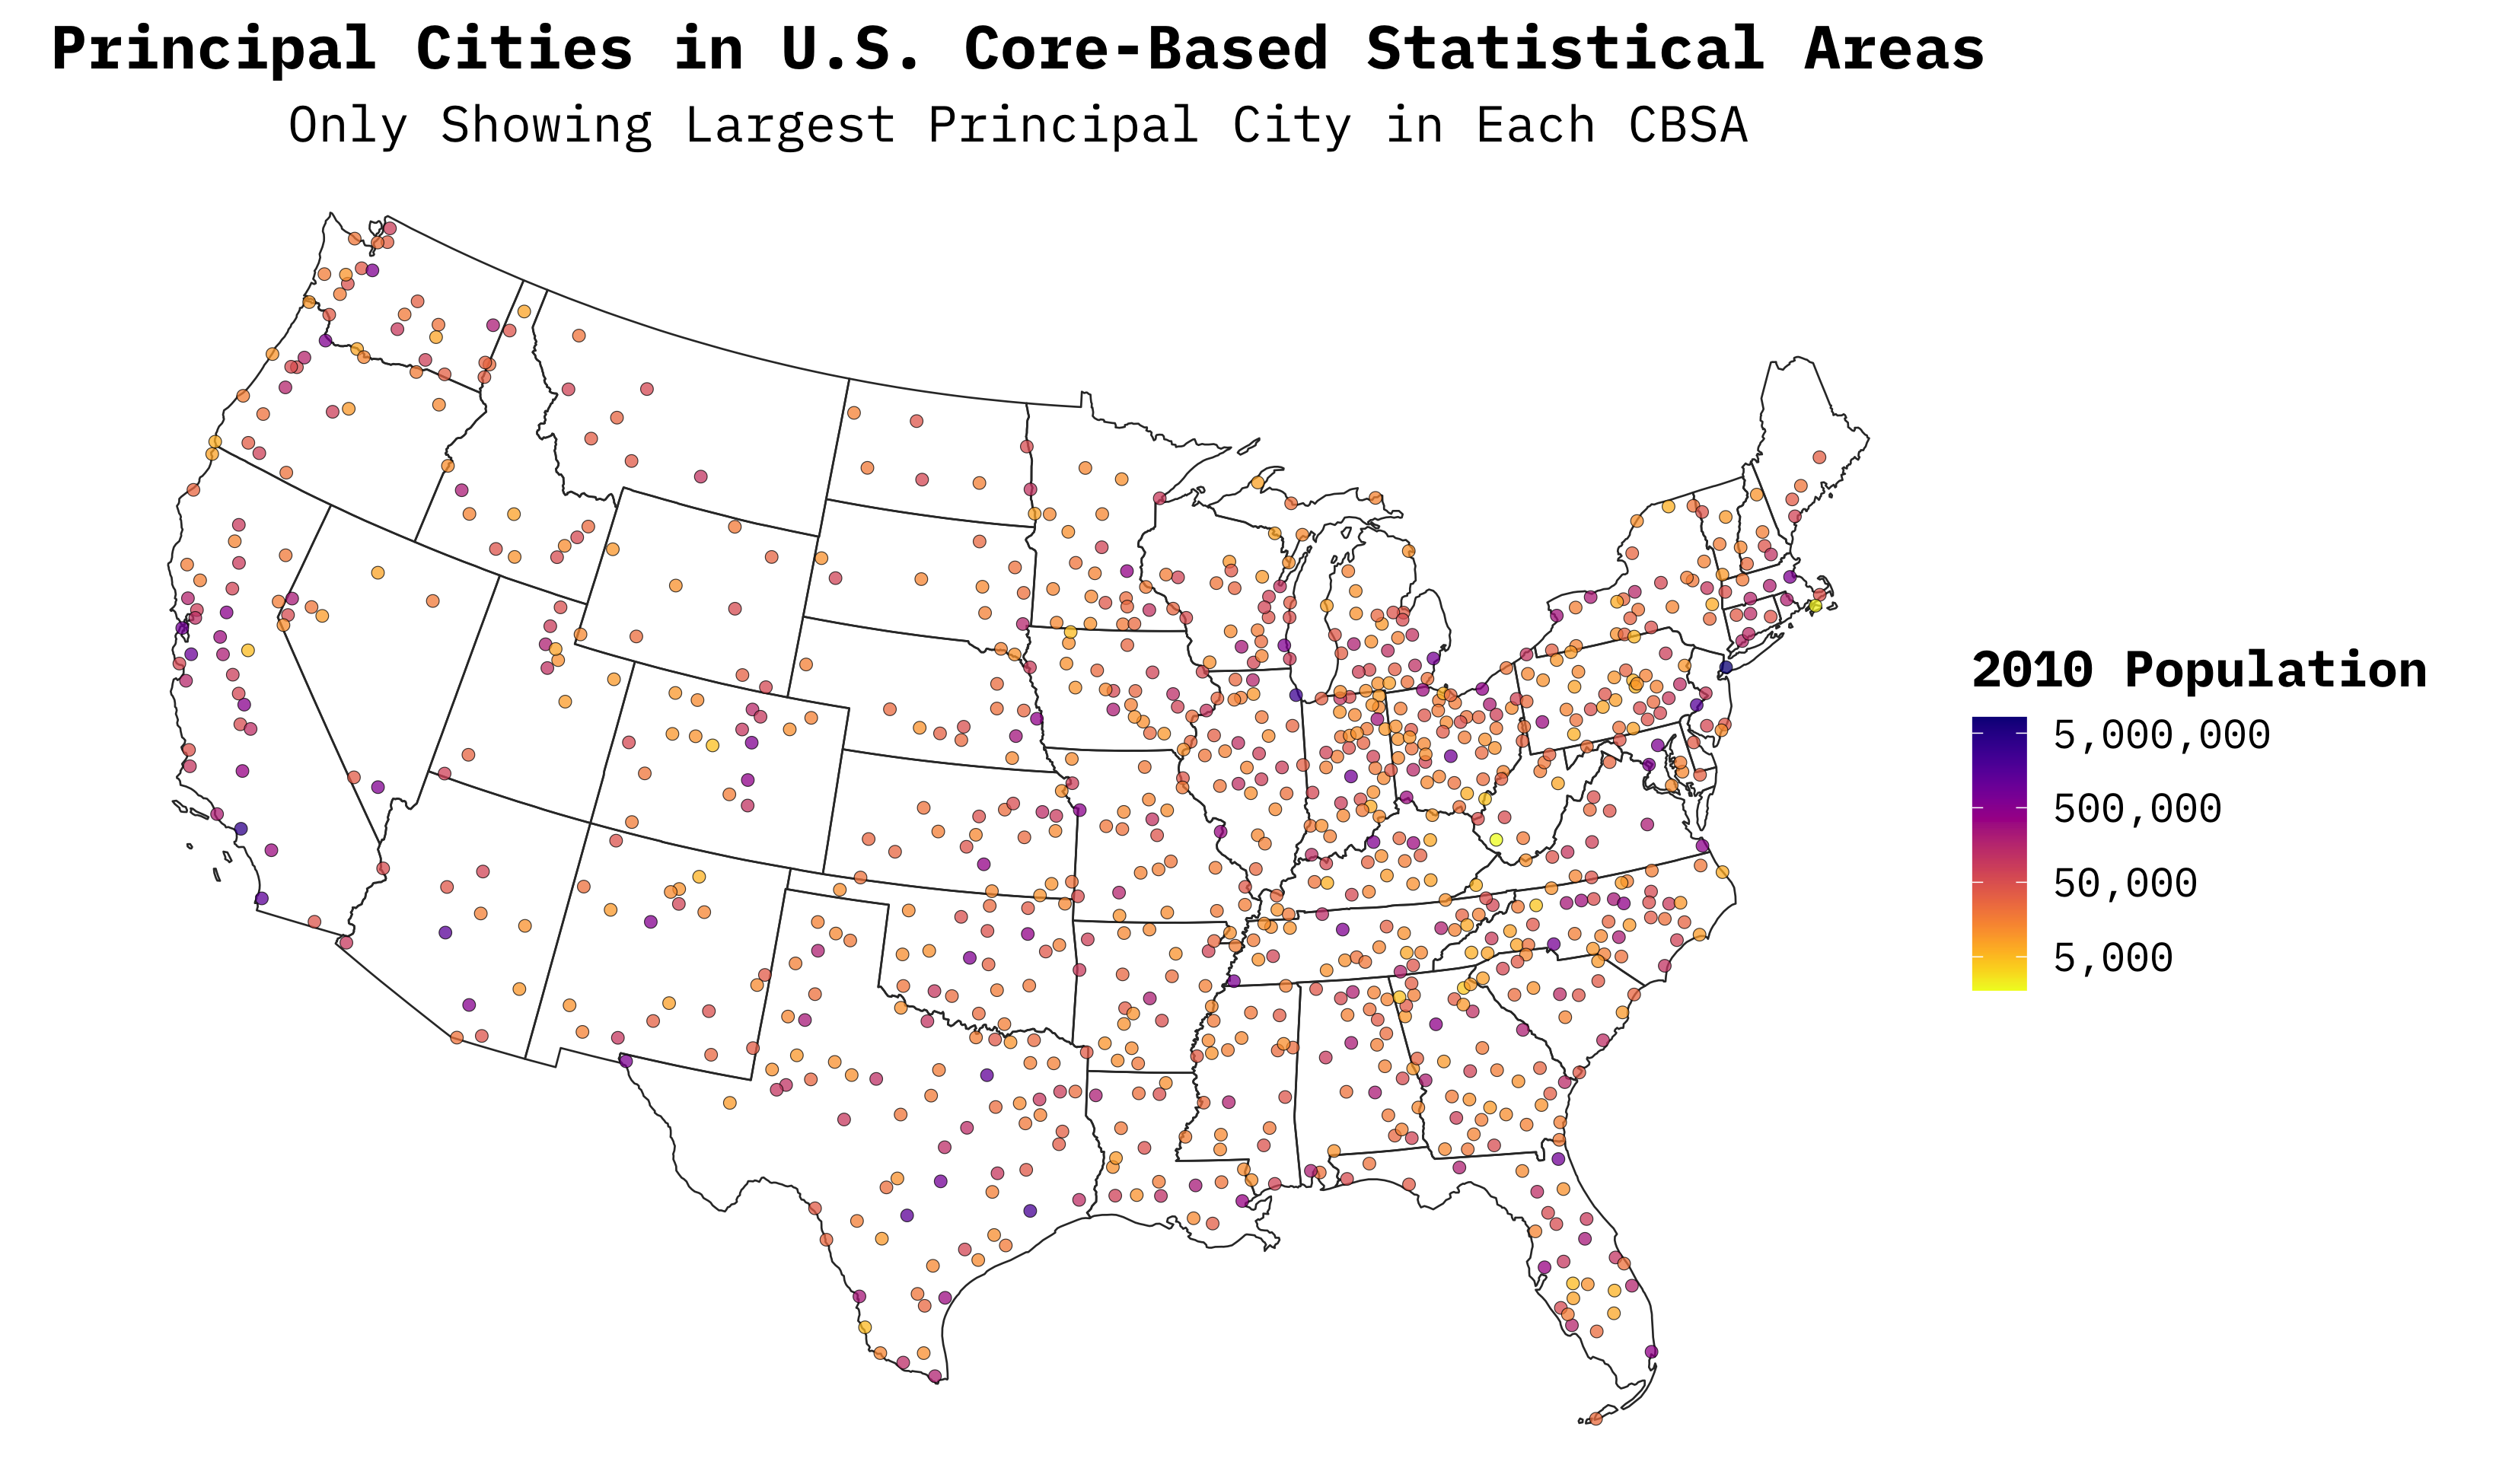 Principal Cities in U.S. Core-Based Statistical Areas
Only Showing Largest Principal City in Each CBSA
2010 Population
5,000,000
500,000
50,000
5,000